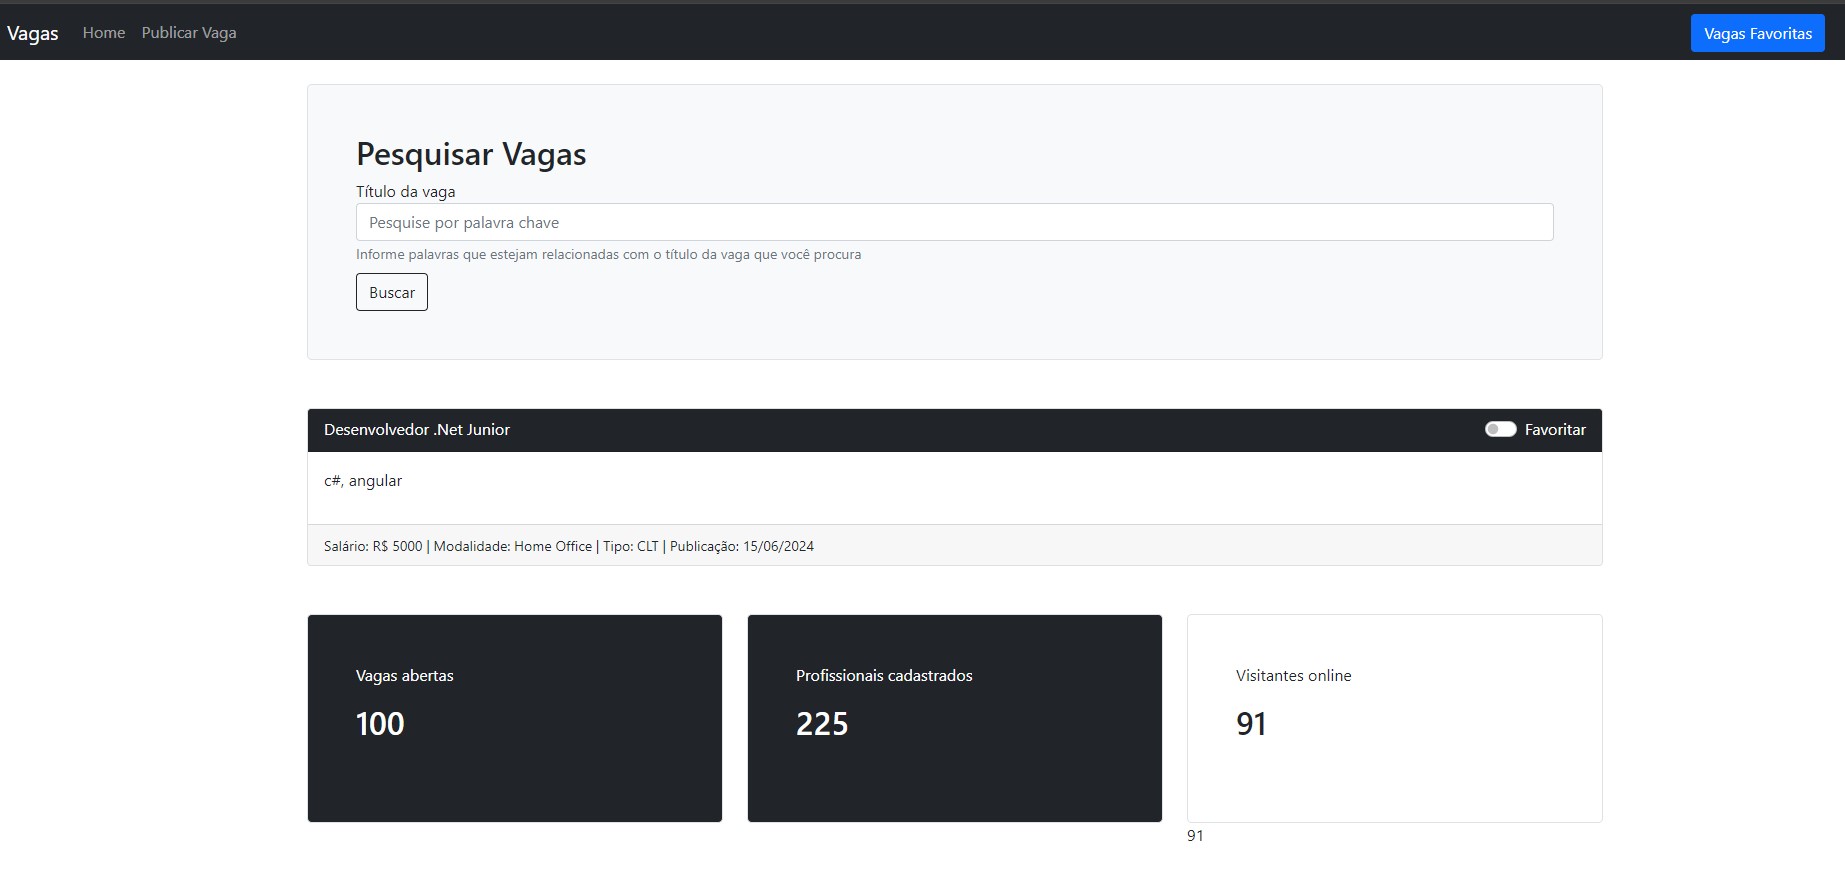 Vagas Home Publicar Vaga Vagas Favoritas
Pesquisar Vagas
Título da vaga
Pesquise por palavra chave
Informe palavras que estejam relacionadas com o título da vaga que você procura
Buscar
Desenvolvedor .Net Junior Favoritar
c#, angular
Salário: R$ 5000 | Modalidade: Home Office | Tipo: CLT | Publicação: 15/06/2024
Vagas abertas
100
Profissionais cadastrados
225
Visitantes online
91
91